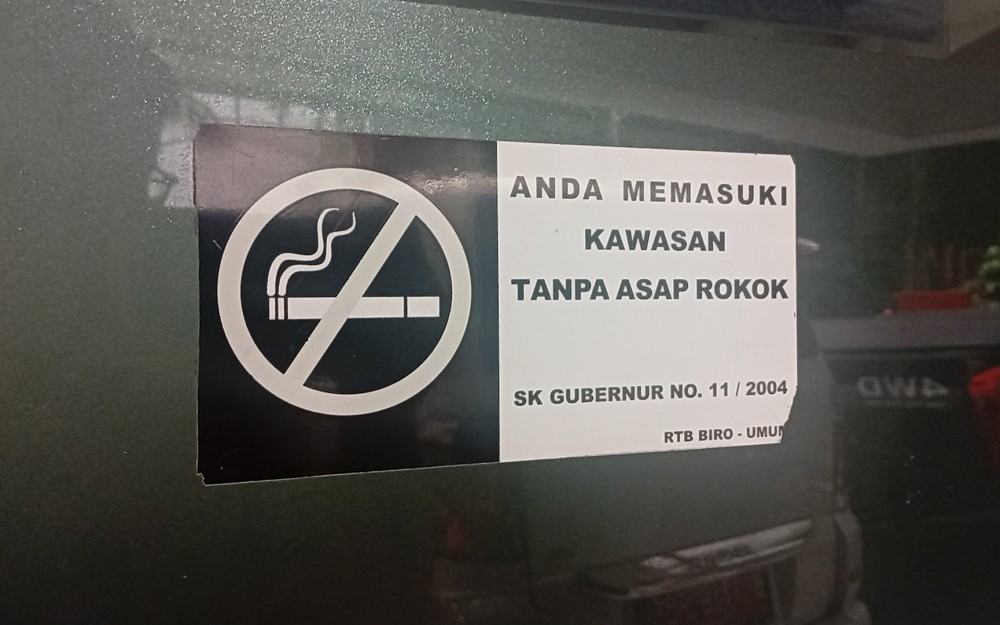 ANDA MEMASUKI
KAWASAN
TANPA ASAP ROKOK
SK GUBERNUR NO. 11 / 2004
RTB BIRO - UMUM
4WD